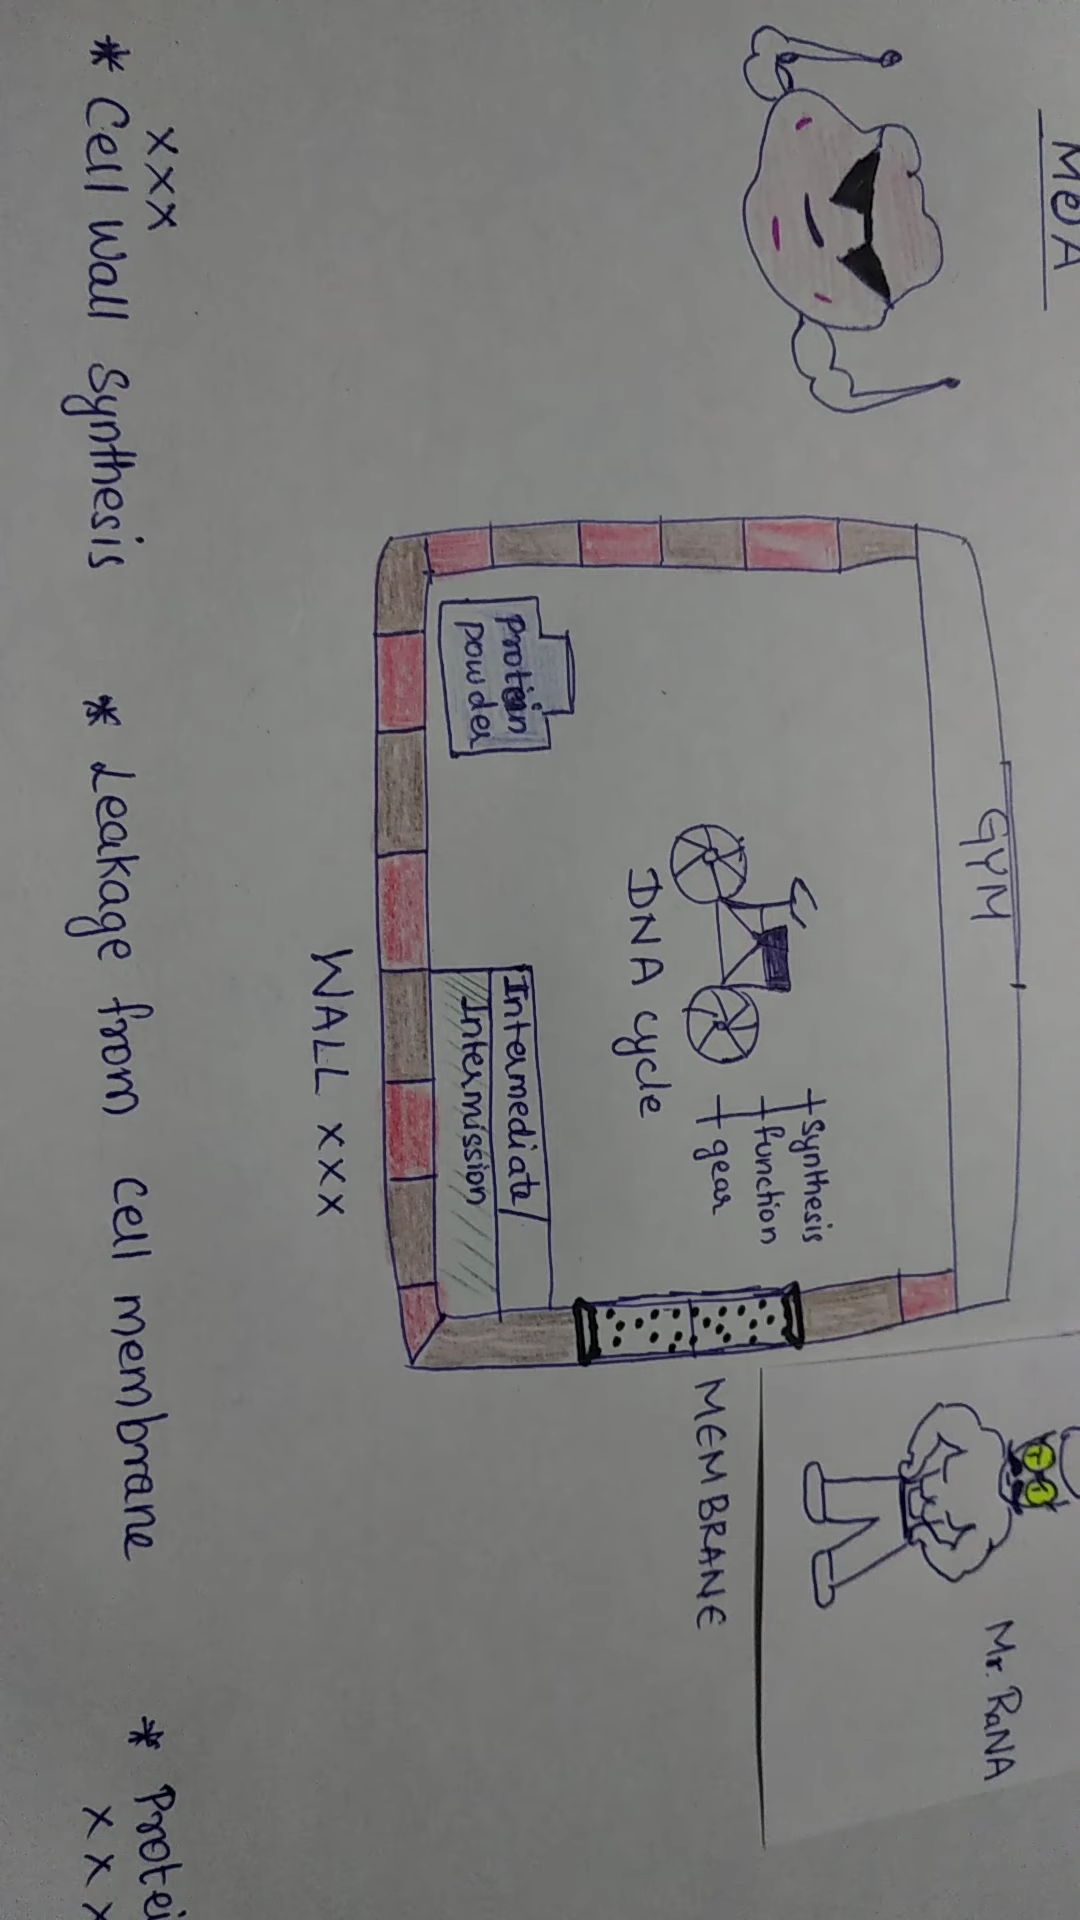 MOA
GYM
Mr. RaNA
Synthesis
function
gear
DNA cycle
MEMBRANE
Protein
powder
Intermediate/
Intermission
WALL XXX
XXX
* Cell Wall Synthesis * Leakage from cell membrane * Protei
XXX